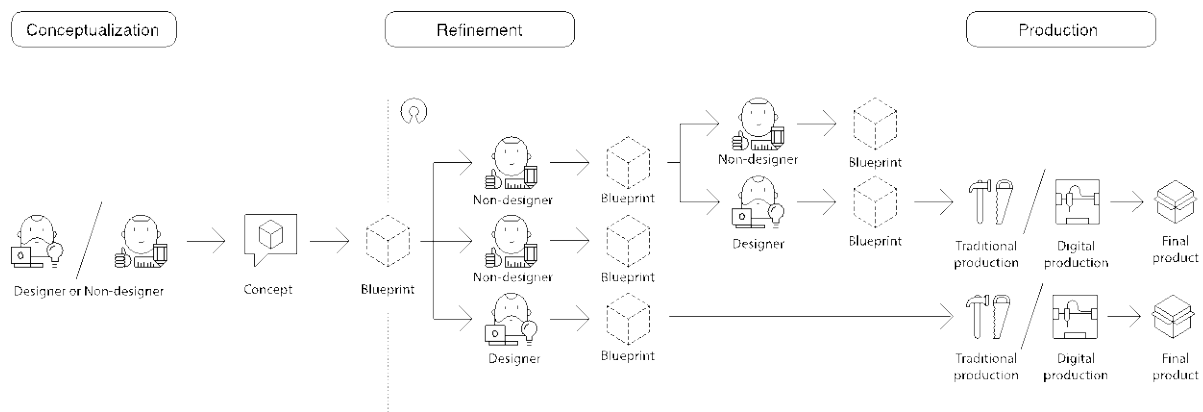 Conceptualization
Refinement
Production
Non-designer
Blueprint
Non-designer
Blueprint
Designer
Blueprint
Traditional
production
Digital
production
Final
product
Designer or Non-designer
Concept
Blueprint
Non-designer
Blueprint
Designer
Blueprint
Traditional
production
Digital
production
Final
product